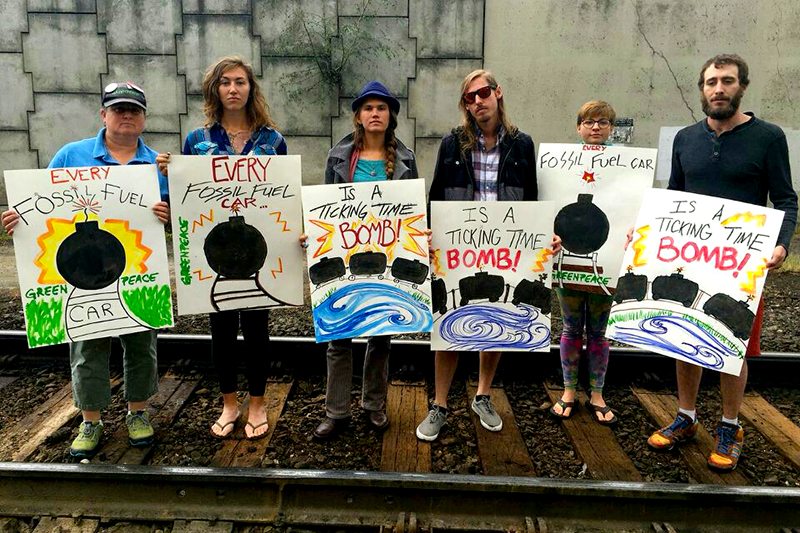 EVERY
FOSSIL FUEL
GREEN PEACE
CAR
EVERY
FOSSIL FUEL
CAR...
GREENPEACE
IS A
TICKING TIME
BOMB!
IS A
TICKING TIME
BOMB!
EVERY
FOSSIL FUEL CAR
GREENPEACE
IS A
TICKING TIME
BOMB!